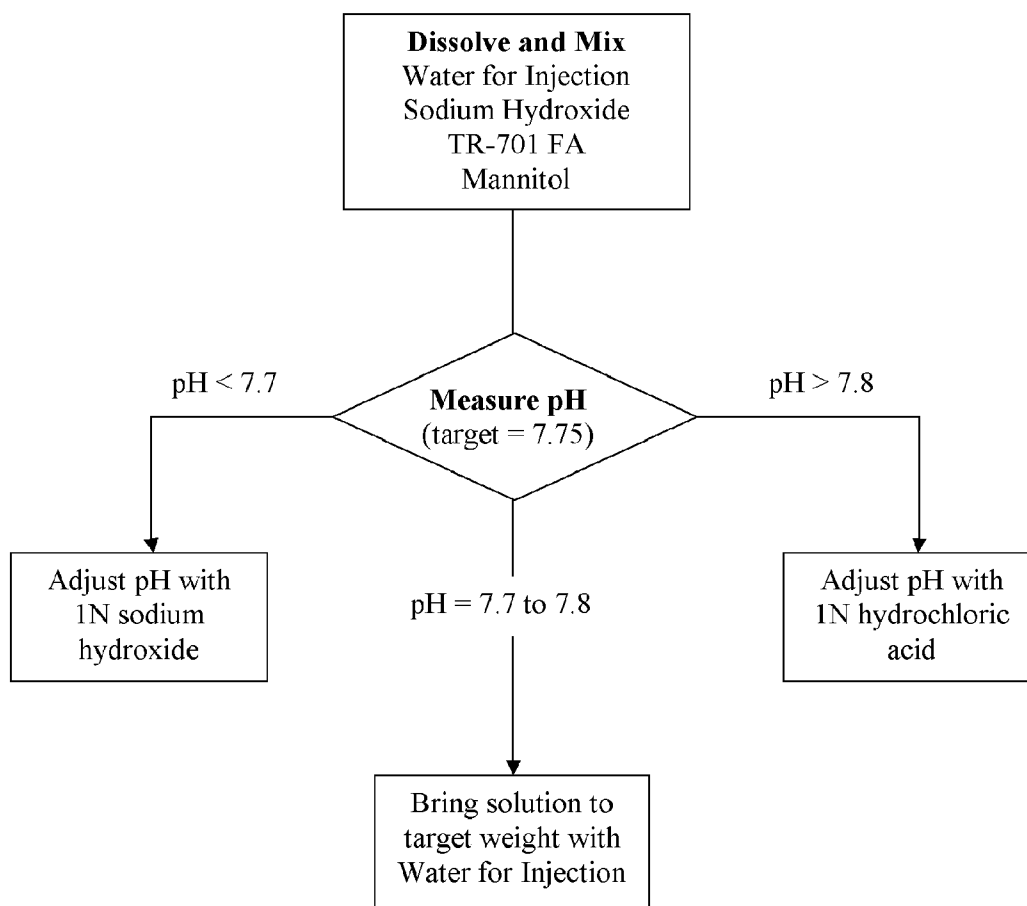 Dissolve and Mix
Water for Injection
Sodium Hydroxide
TR-701 FA
Mannitol
pH < 7.7
pH > 7.8
Measure pH
(target = 7.75)
Adjust pH with
1N sodium
hydroxide
pH = 7.7 to 7.8
Adjust pH with
1N hydrochloric
acid
Bring solution to
target weight with
Water for Injection